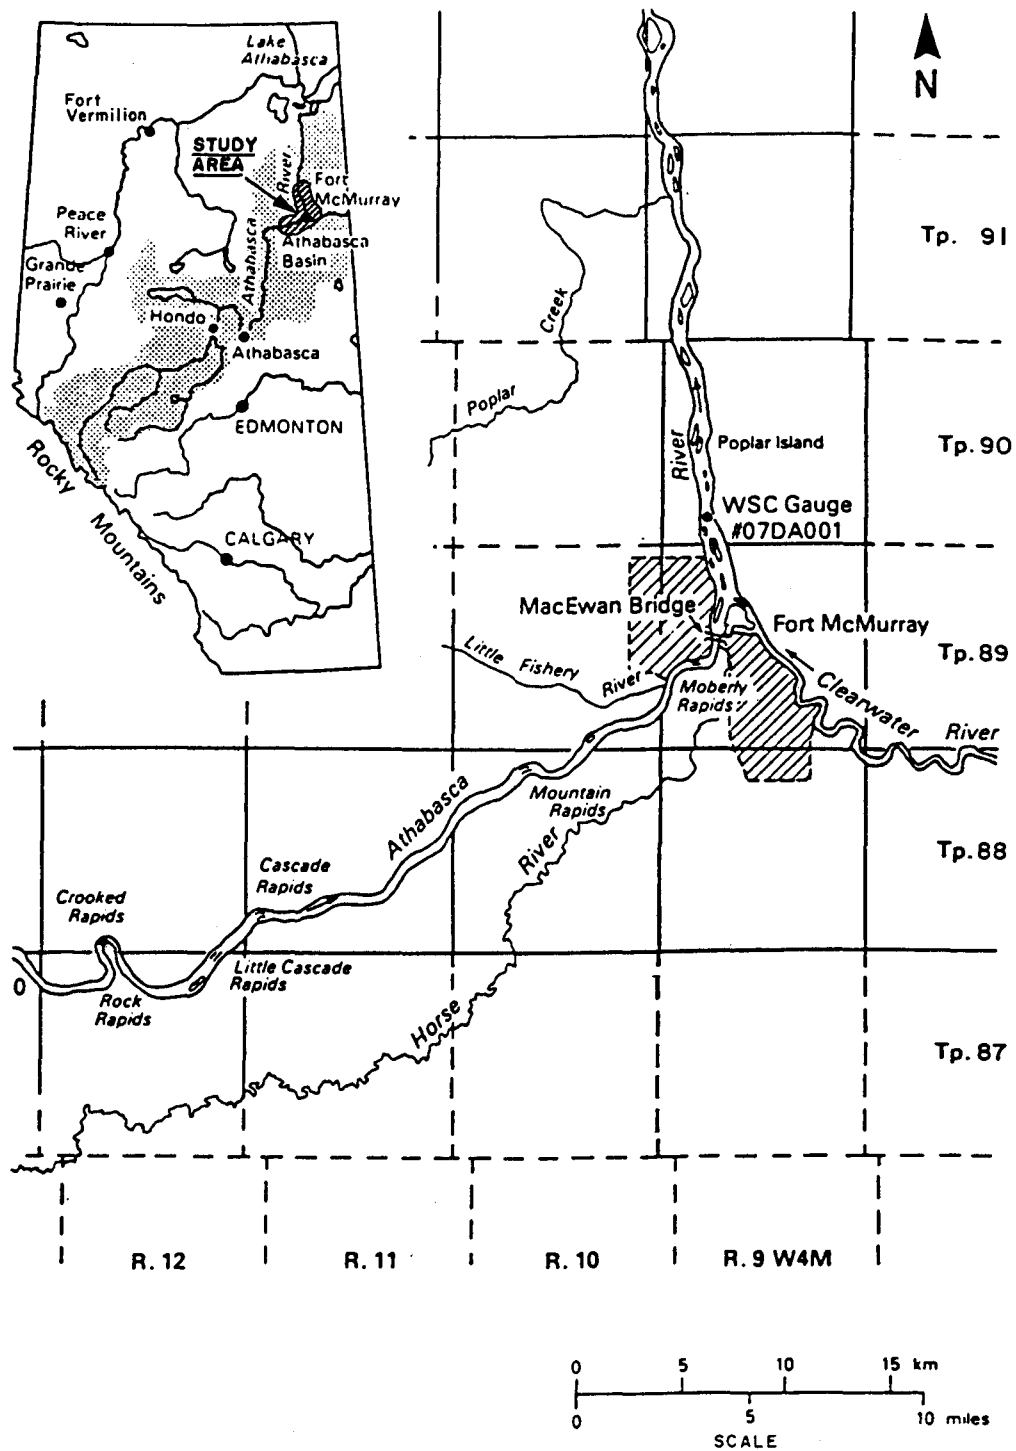 Lake
Athabasca
Fort
Vermilion
STUDY
AREA
River
Fort
McMurray
Peace
River
Athabasca
Athabasca
Basin
Grande
Prairie
Hondo
Athabasca
EDMONTON
Rocky
Mountains
CALGARY
N
Tp. 91
Creek
Poplar
River
Poplar Island
Tp. 90
WSC Gauge
#07DA001
MacEwan Bridge
Fort McMurray
Tp. 89
Little Fishery River
Moberly
Rapids
Clearwater
River
Athabasca
Mountain
Rapids
River
Tp. 88
Cascade
Rapids
Crooked
Rapids
Little Cascade
Rapids
0
Rock
Rapids
Horse
Tp. 87
R. 12
R. 11
R. 10
R. 9 W4M
0 5 10 15 km
0 5 10 miles
SCALE